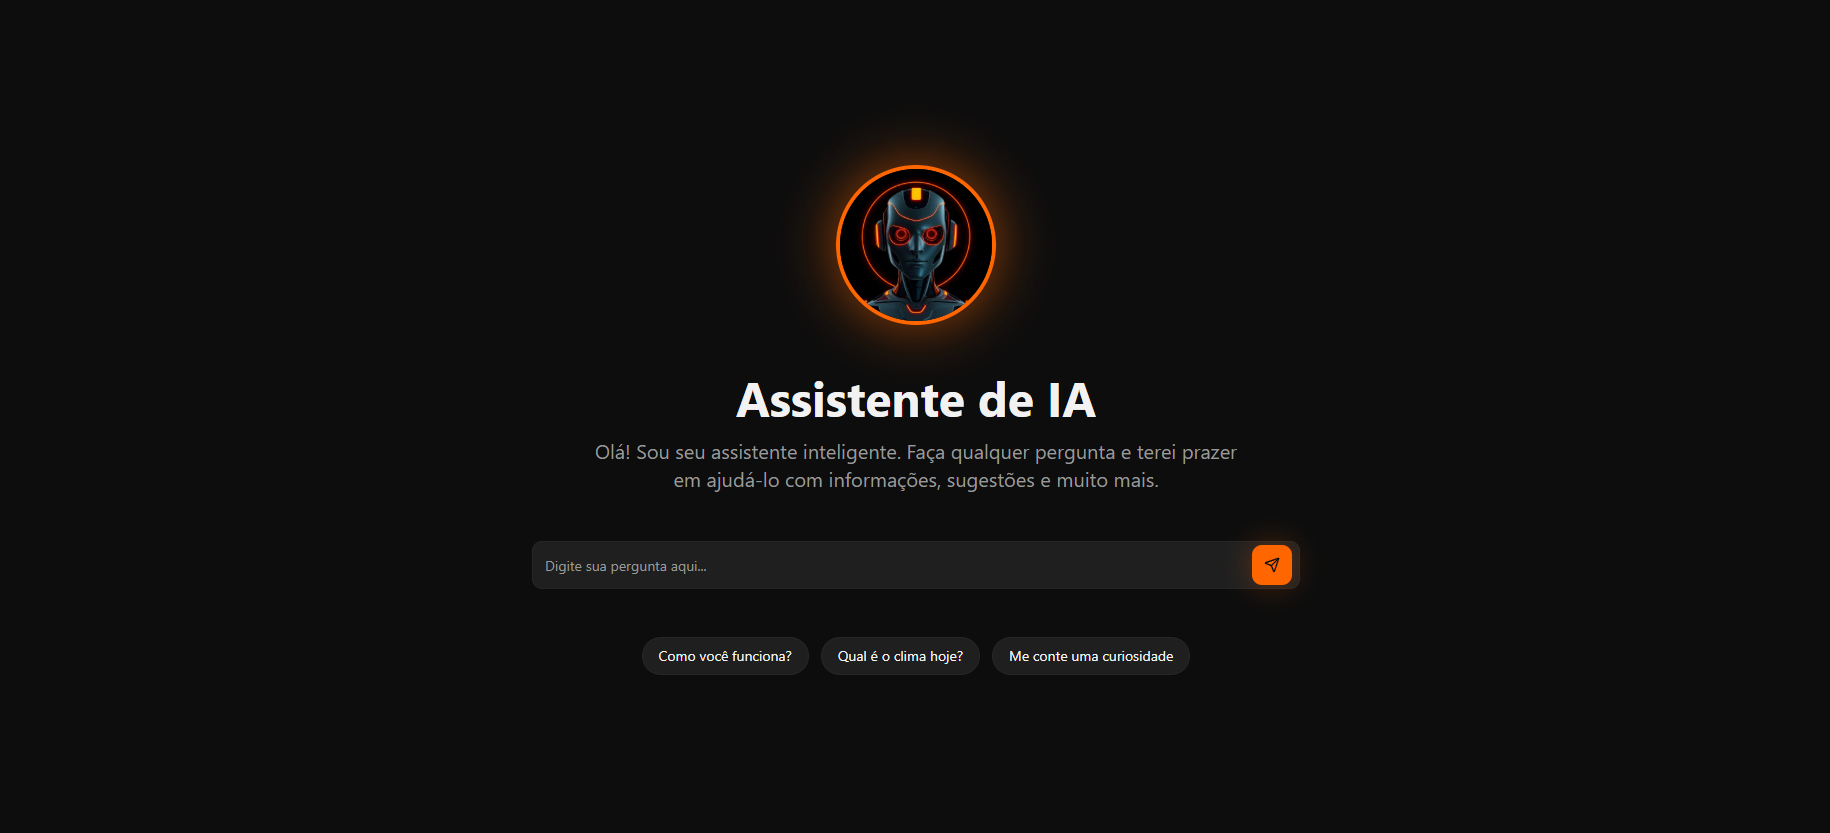 Assistente de IA
Olá! Sou seu assistente inteligente. Faça qualquer pergunta e terei prazer
em ajudá-lo com informações, sugestões e muito mais.
Digite sua pergunta aqui...
Como você funciona?
Qual é o clima hoje?
Me conte uma curiosidade